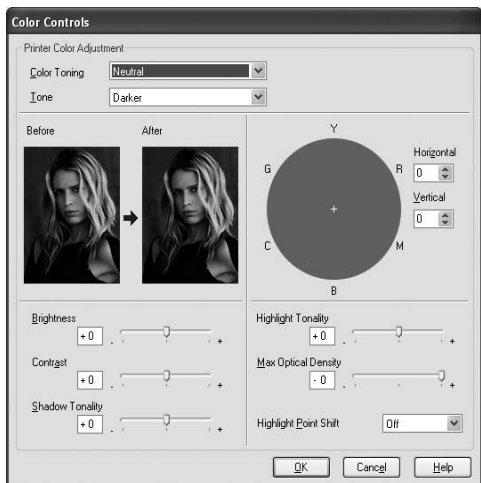 Color Controls
Printer Color Adjustment
Color Toning Neutral
Tone Darker
Before After
Y
G R
C M
B
Horizontal
0
Vertical
0
Brightness
+ 0 - +
Contrast
+ 0 - +
Shadow Tonality
+ 0 - +
Highlight Tonality
+ 0 - +
Max Optical Density
- 0 - +
Highlight Point Shift Off
OK Cancel Help